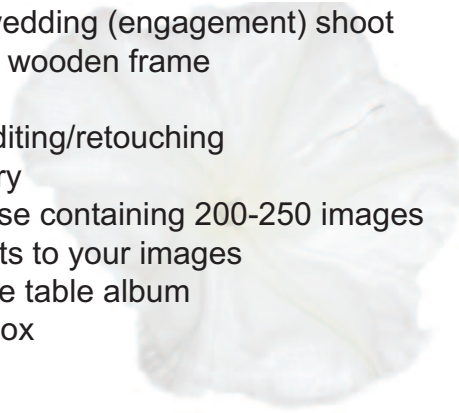 wedding (engagement) shoot
wooden frame
diting/retouching
ry
se containing 200-250 images
ts to your images
e table album
ox